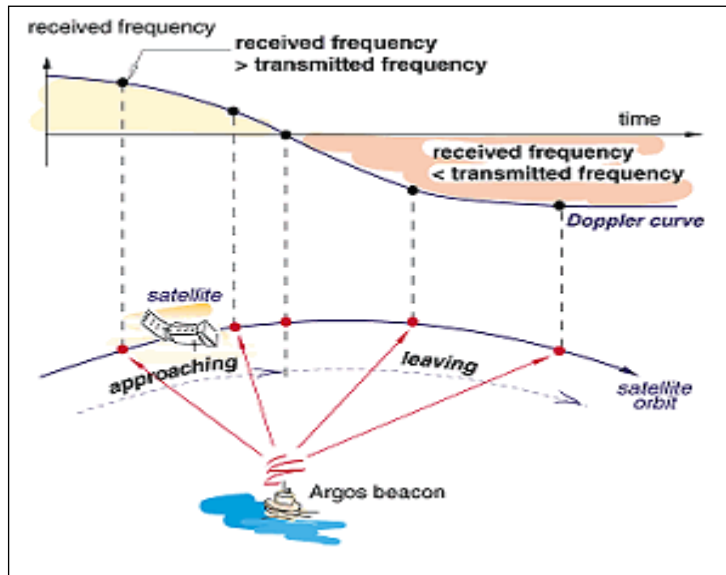 received frequency
received frequency
> transmitted frequency
time
received frequency
< transmitted frequency
Doppler curve
satellite
approaching
leaving
satellite
orbit
Argos beacon